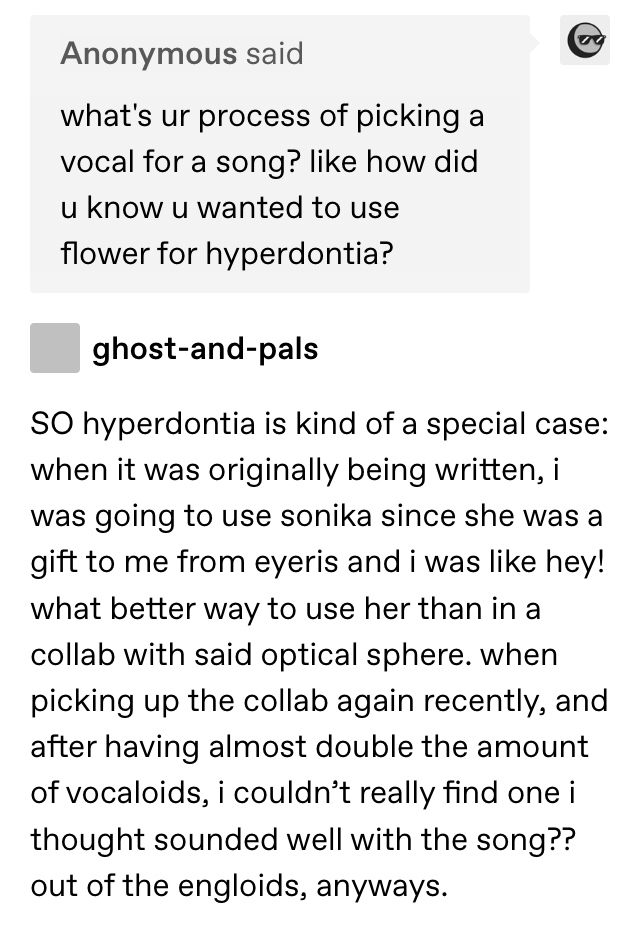 Anonymous said
what's ur process of picking a
vocal for a song? like how did
u know u wanted to use
flower for hyperdontia?
ghost-and-pals
SO hyperdontia is kind of a special case:
when it was originally being written, i
was going to use sonika since she was a
gift to me from eyeris and i was like hey!
what better way to use her than in a
collab with said optical sphere. when
picking up the collab again recently, and
after having almost double the amount
of vocaloids, i couldn’t really find one i
thought sounded well with the song??
out of the engloids, anyways.